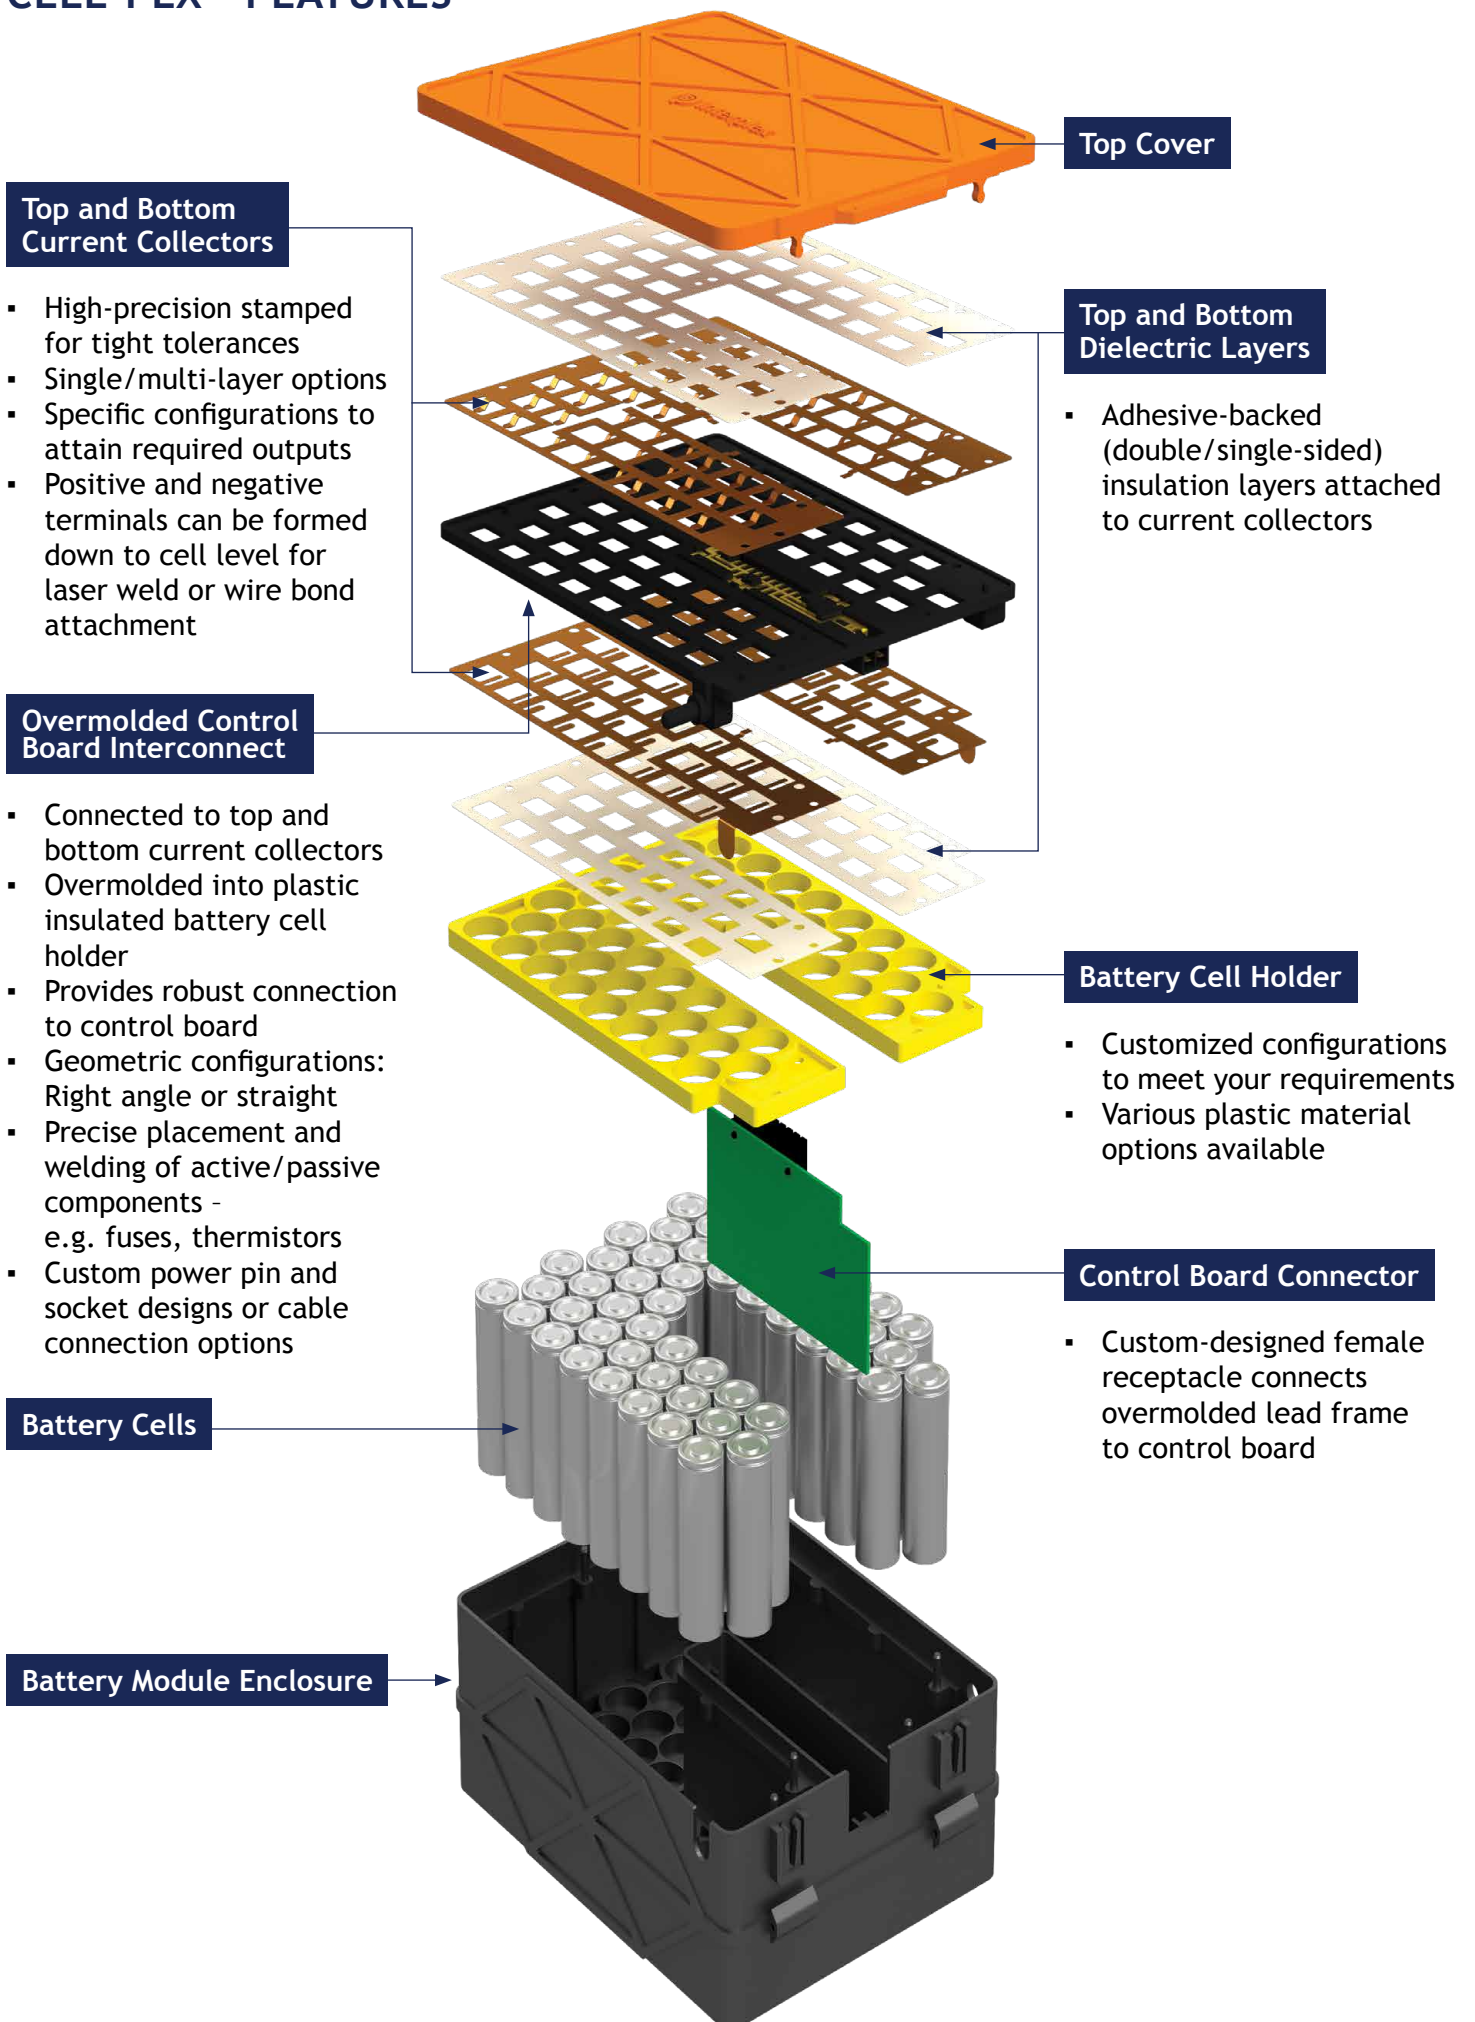 Top Cover
Top and Bottom
Current Collectors
▪ High-precision stamped
for tight tolerances
▪ Single/multi-layer options
▪ Specific configurations to
attain required outputs
▪ Positive and negative
terminals can be formed
down to cell level for
laser weld or wire bond
attachment
Top and Bottom
Dielectric Layers
▪ Adhesive-backed
(double/single-sided)
insulation layers attached
to current collectors
Overmolded Control
Board Interconnect
▪ Connected to top and
bottom current collectors
▪ Overmolded into plastic
insulated battery cell
holder
▪ Provides robust connection
to control board
▪ Geometric configurations:
Right angle or straight
▪ Precise placement and
welding of active/passive
components –
e.g. fuses, thermistors
▪ Custom power pin and
socket designs or cable
connection options
Battery Cell Holder
▪ Customized configurations
to meet your requirements
▪ Various plastic material
options available
Control Board Connector
▪ Custom-designed female
receptacle connects
overmolded lead frame
to control board
Battery Cells
Battery Module Enclosure